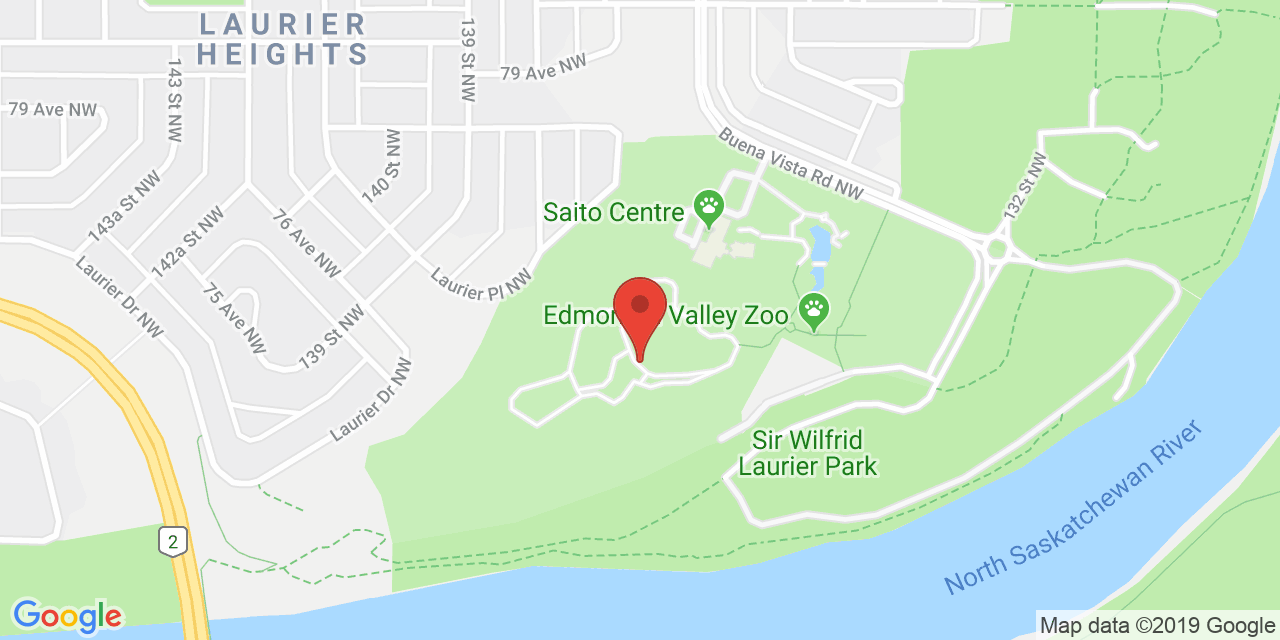 LAURIER
HEIGHTS
139 St NW
79 Ave NW
143 St NW
79 Ave NW
140 St NW
Buena Vista Rd NW
132 St NW
143a St NW
142a St NW
76 Ave NW
Saito Centre
Laurier Dr NW
75 Ave NW
Laurier Pl NW
139 St NW
Valley Zoo
Laurier Dr NW
Sir Wilfrid
Laurier Park
North Saskatchewan River
2
Google
Map data ©2019 Google